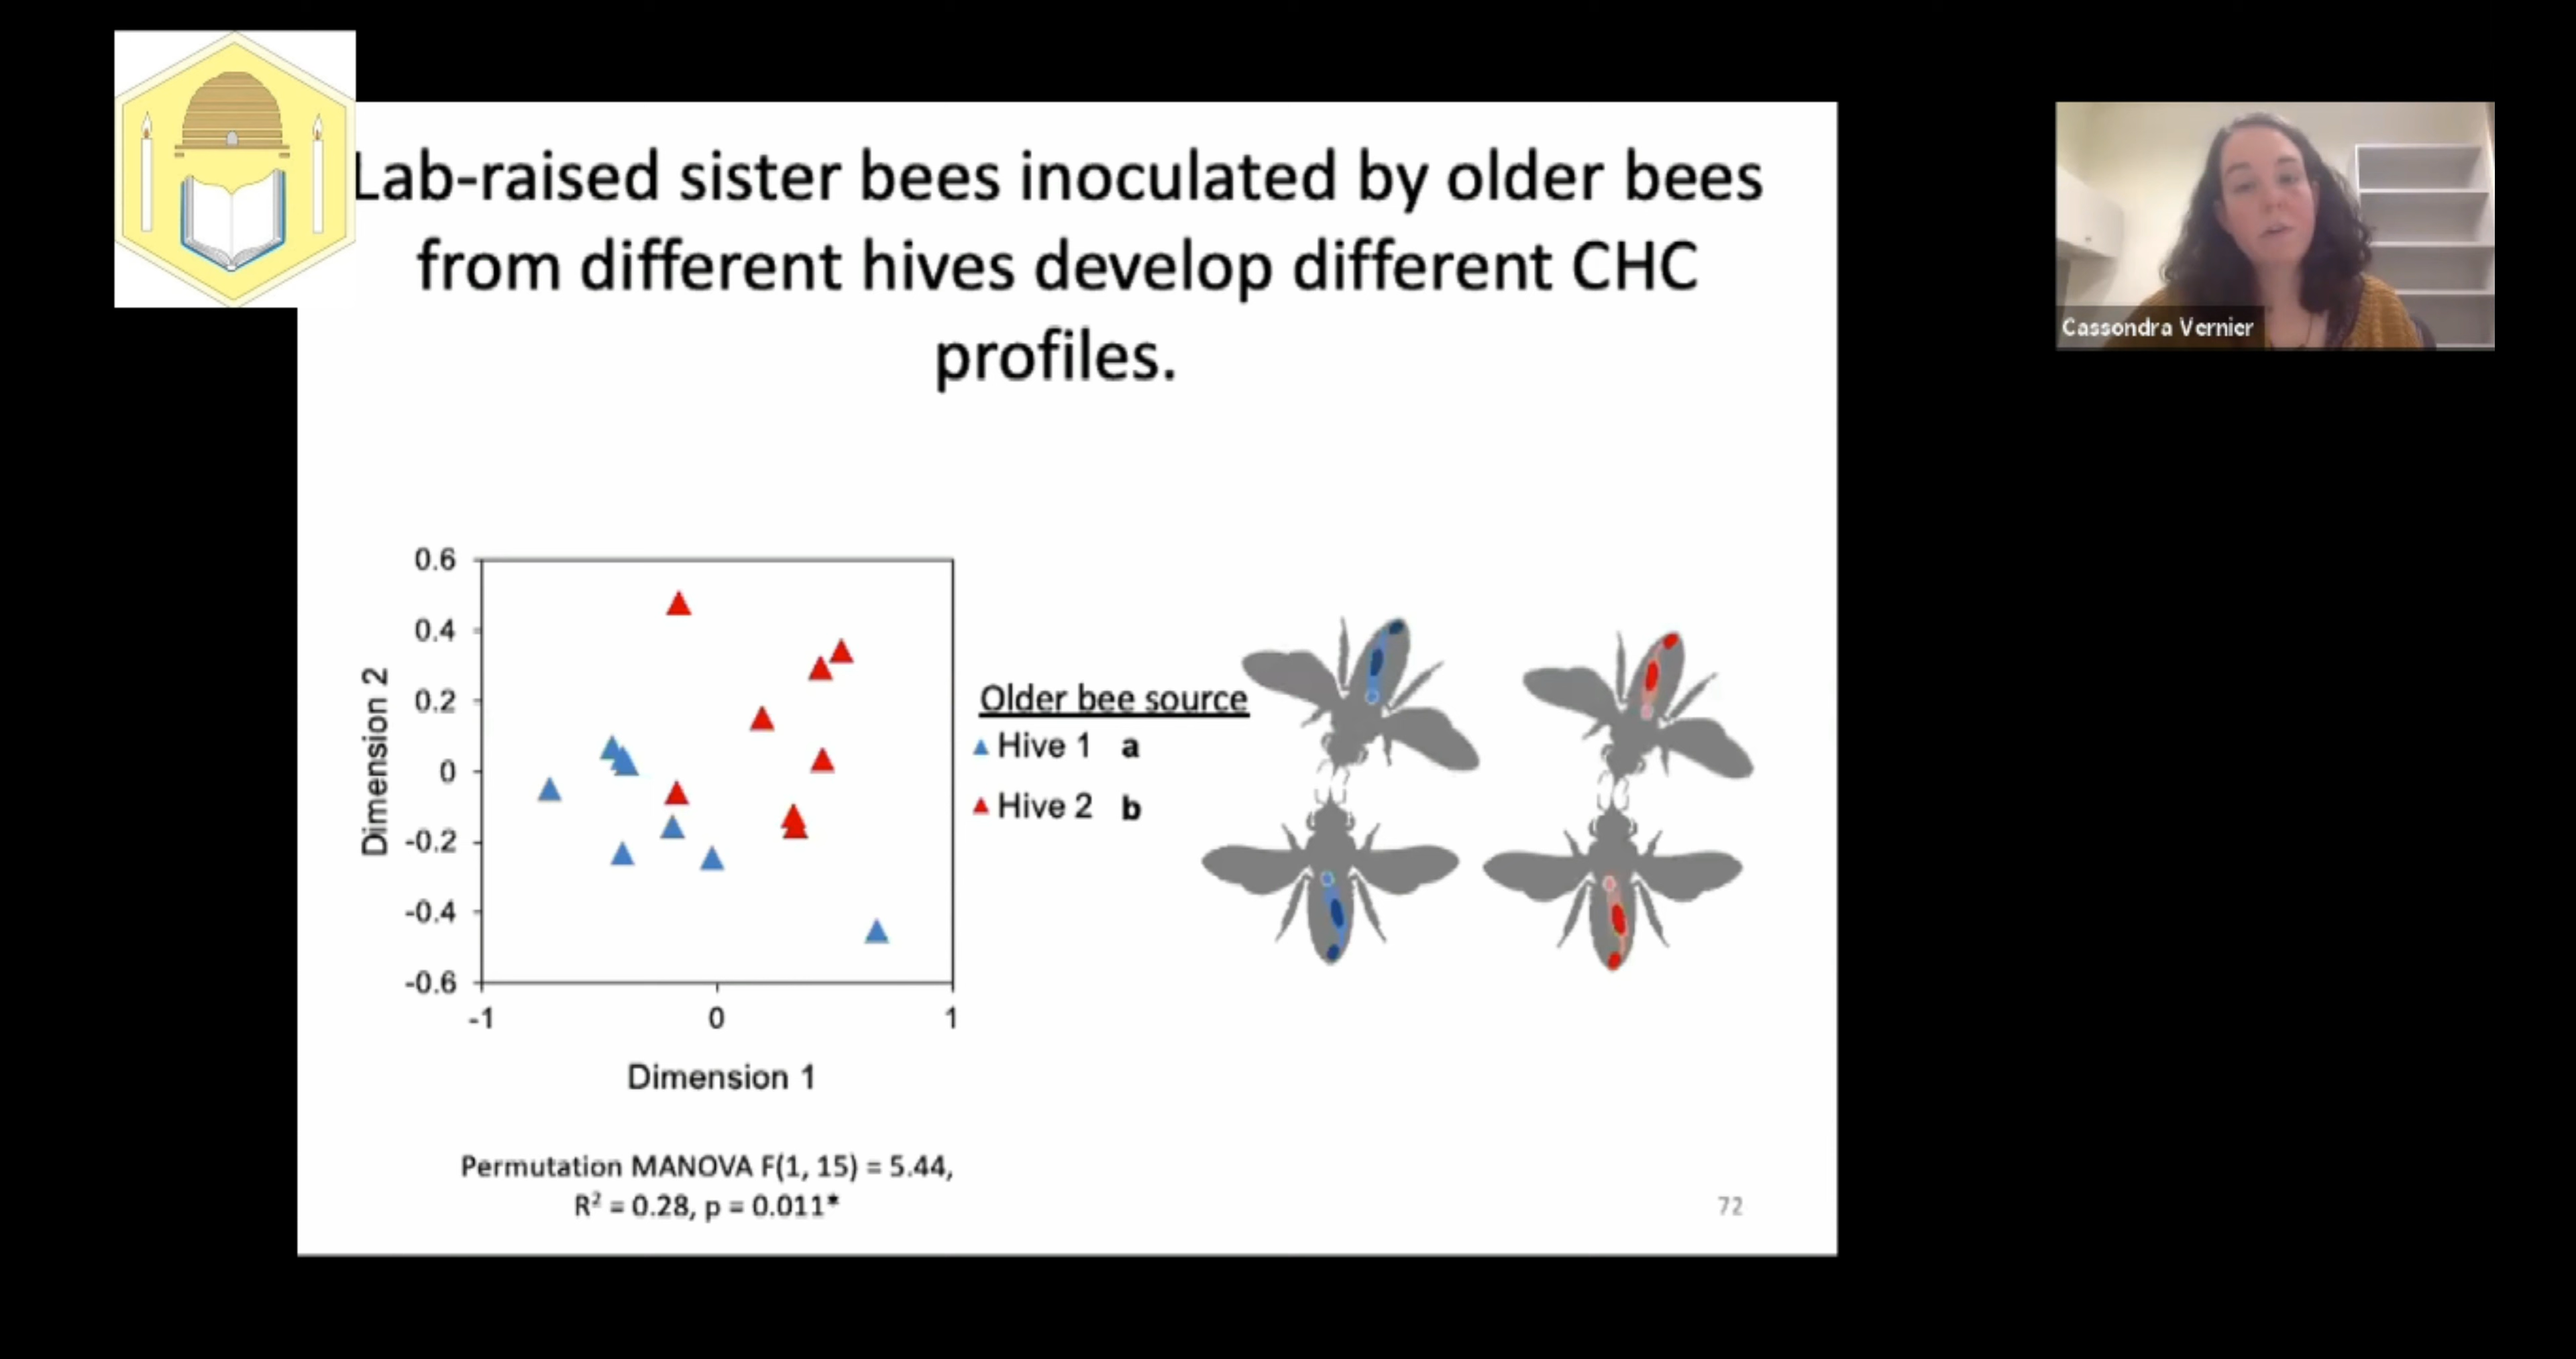 Lab-raised sister bees inoculated by older bees
from different hives develop different CHC
profiles.
Cassondra Vernier
0.6
0.4
0.2
0
-0.2
-0.4
-0.6
Dimension 2
-1 0 1
Dimension 1
Older bee source
Hive 1 a
Hive 2 b
Permutation MANOVA F(1, 15) = 5.44,
R² = 0.28, p = 0.011*
72